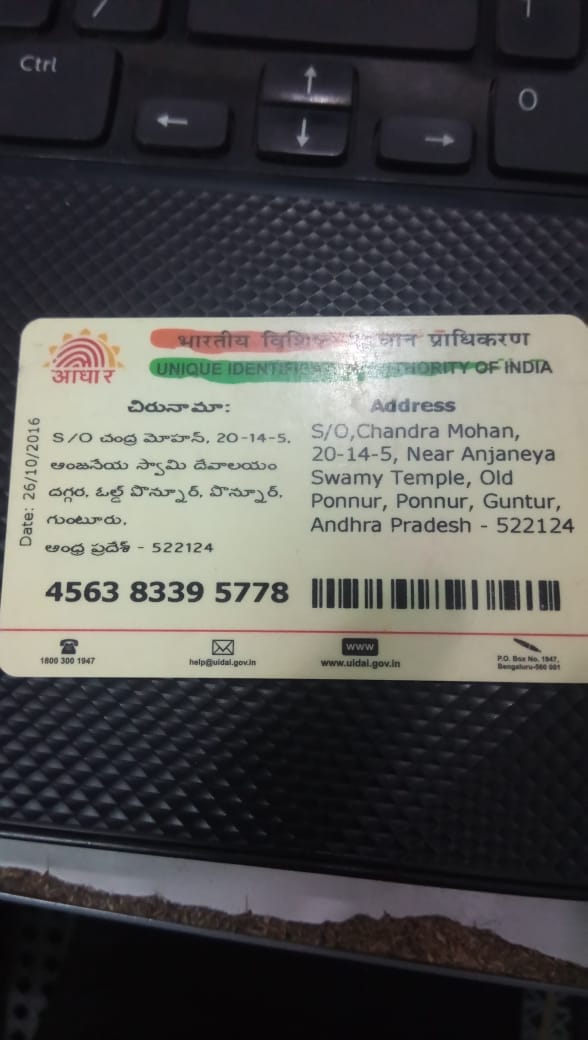 Ctrl
↑
1
←
↓
→
0
भारतीय प्राधिकरण
आधार
UNIQUE OF INDIA
చిరునామా:
S/O చంద్ర మోహన్, 20-14-5,
ఆంజనేయ స్వామి దేవాలయం
దగ్గర, ఓల్డ్ పొన్నూర్, పొన్నూర్,
గుంటూరు,
ఆంధ్ర ప్రదేశ్ - 522124
Address
S/O,Chandra Mohan,
20-14-5, Near Anjaneya
Swamy Temple, Old
Ponnur, Ponnur, Guntur,
Andhra Pradesh - 522124
Date: 26/10/2016
4563 8339 5778
1800 300 1947
help@uidai.gov.in
WWW
www.uidai.gov.in
P.O. Box No. 1947,
Bengaluru-560 001